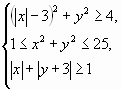 (|x|−3)² + y² ≥ 4,
1 ≤ x² + y² ≤ 25,
|x| + |y+3| ≥ 1